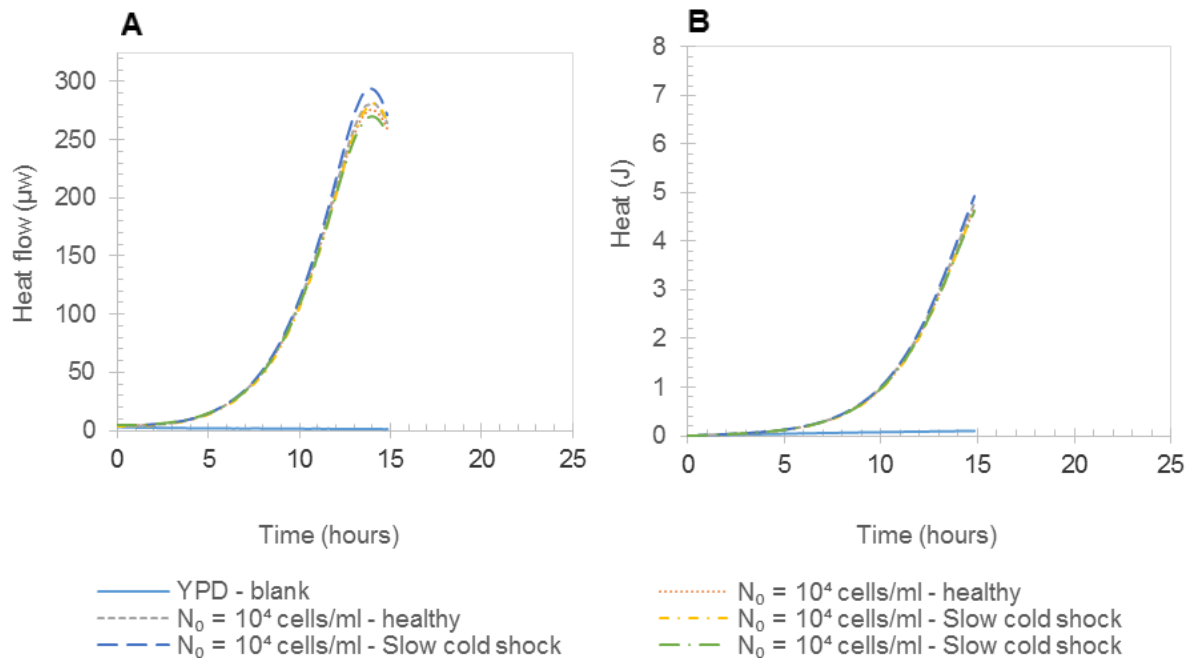 A
B
300
250
200
150
100
50
0
Heat flow (µw)
0 5 10 15 20 25
Time (hours)
8
7
6
5
4
3
2
1
0
Heat (J)
0 5 10 15 20 25
Time (hours)
YPD - blank
N₀ = 10⁴ cells/ml - healthy
N₀ = 10⁴ cells/ml - Slow cold shock
N₀ = 10⁴ cells/ml - healthy
N₀ = 10⁴ cells/ml - Slow cold shock
N₀ = 10⁴ cells/ml - Slow cold shock